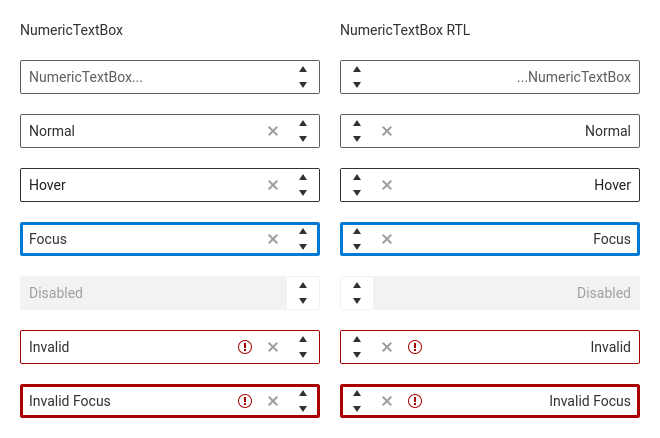 NumericTextBox
NumericTextBox RTL
NumericTextBox...
...NumericTextBox
Normal
Normal
Hover
Hover
Focus
Focus
Disabled
Disabled
Invalid
Invalid
Invalid Focus
Invalid Focus